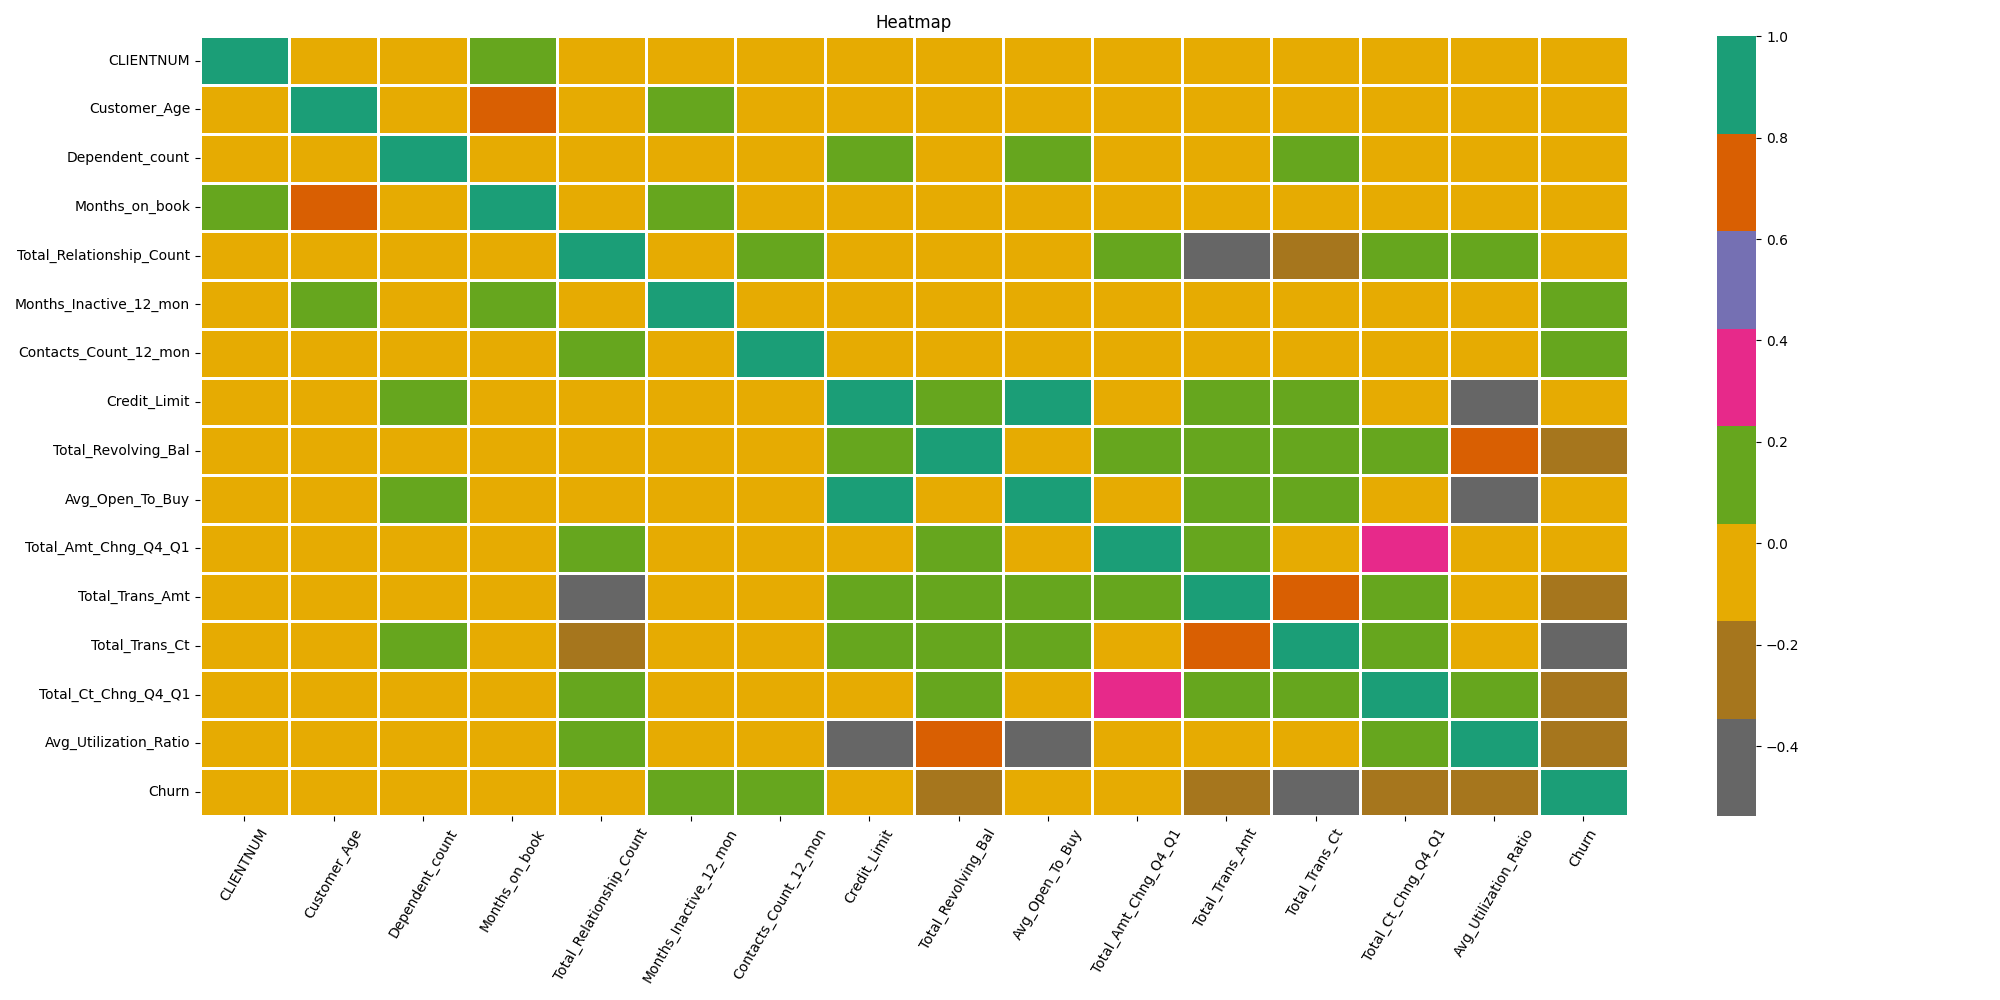 Heatmap
CLIENTNUM
Customer_Age
Dependent_count
Months_on_book
Total_Relationship_Count
Months_Inactive_12_mon
Contacts_Count_12_mon
Credit_Limit
Total_Revolving_Bal
Avg_Open_To_Buy
Total_Amt_Chng_Q4_Q1
Total_Trans_Amt
Total_Trans_Ct
Total_Ct_Chng_Q4_Q1
Avg_Utilization_Ratio
Churn
CLIENTNUM
Customer_Age
Dependent_count
Months_on_book
Total_Relationship_Count
Months_Inactive_12_mon
Contacts_Count_12_mon
Credit_Limit
Total_Revolving_Bal
Avg_Open_To_Buy
Total_Amt_Chng_Q4_Q1
Total_Trans_Amt
Total_Trans_Ct
Total_Ct_Chng_Q4_Q1
Avg_Utilization_Ratio
Churn
1.0
0.8
0.6
0.4
0.2
0.0
−0.2
−0.4